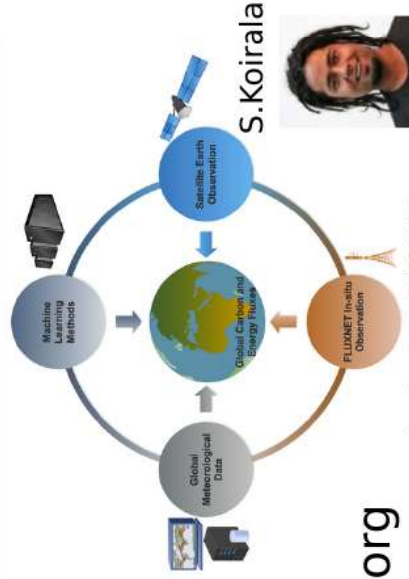 Machine
Learning
Methods
Satellite Earth
Observation
Global
Meteorological
Data
Global Carbon and
Energy Fluxes
FLUXNET In-situ
Observation
S.Koirala
org